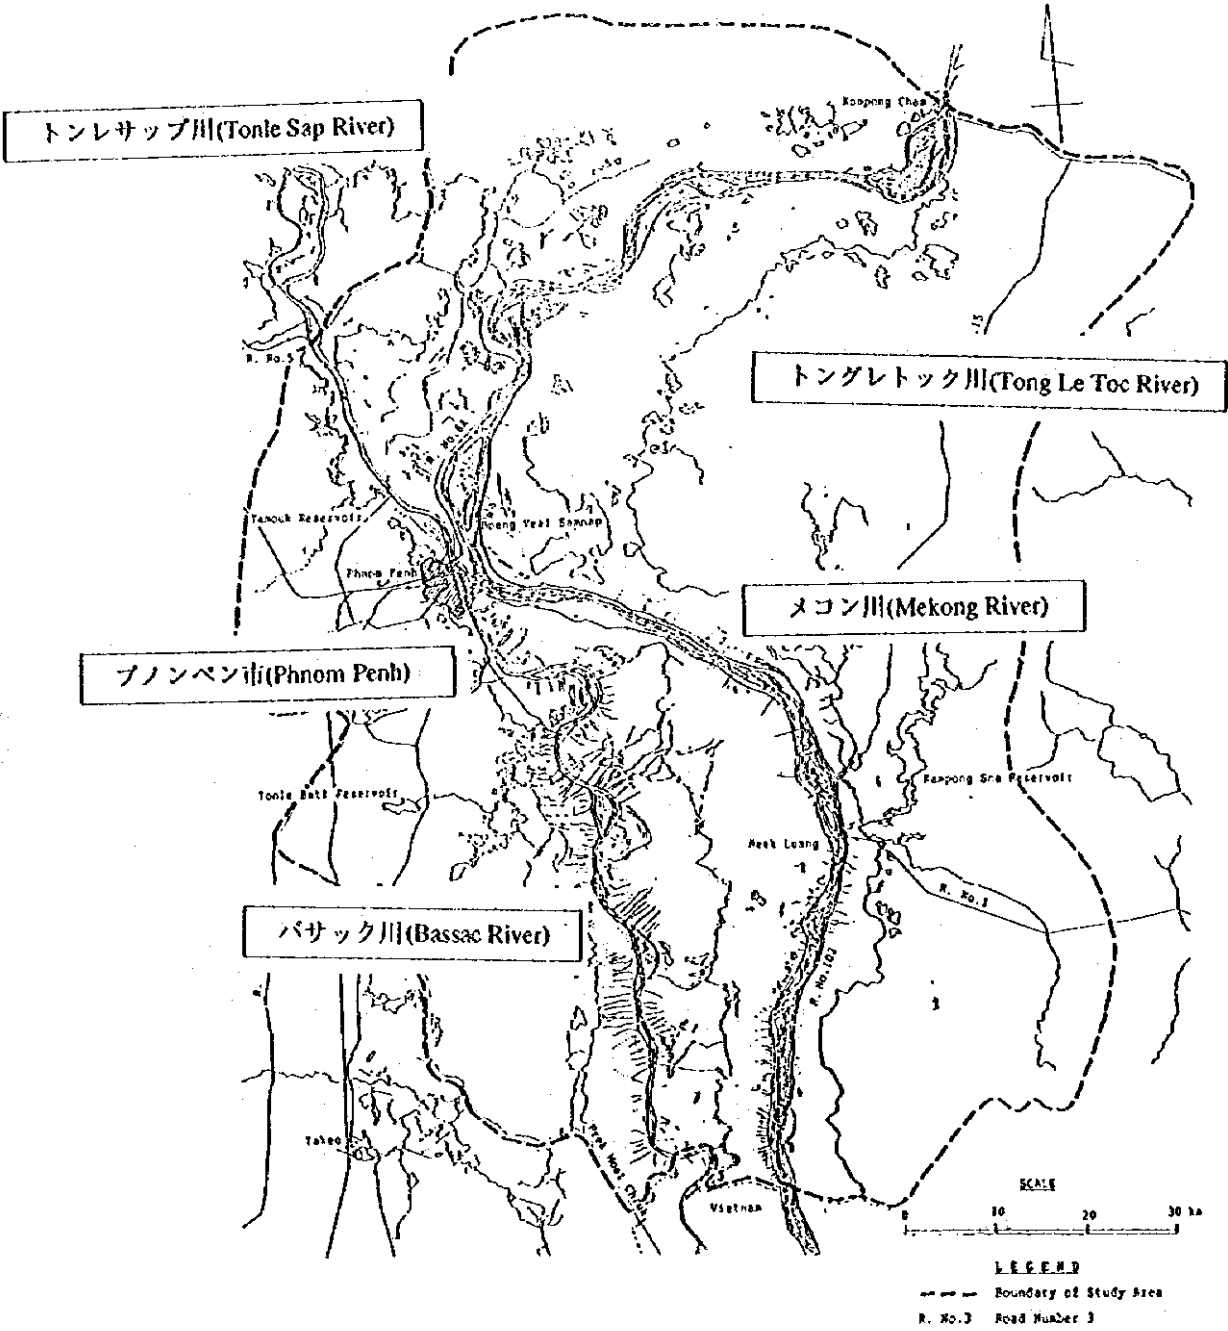 Kompong Cham
トンレサップ川(Tonle Sap River)
R. No.5
トングレトック川(Tong Le Toc River)
Tamouk Reservoir
Boeng Veal Samnap
Phnom Penh
メコン川(Mekong River)
プノンペン市(Phnom Penh)
Kampong Sne Reservoir
Tonle Bati Reservoir
Neak Luong
R. No.1
バサック川(Bassac River)
R. No.102
Takeo
Vietnam
SCALE
0 10 20 30 km
LEGEND
Boundary of Study Area
R. No.3 Road Number 3